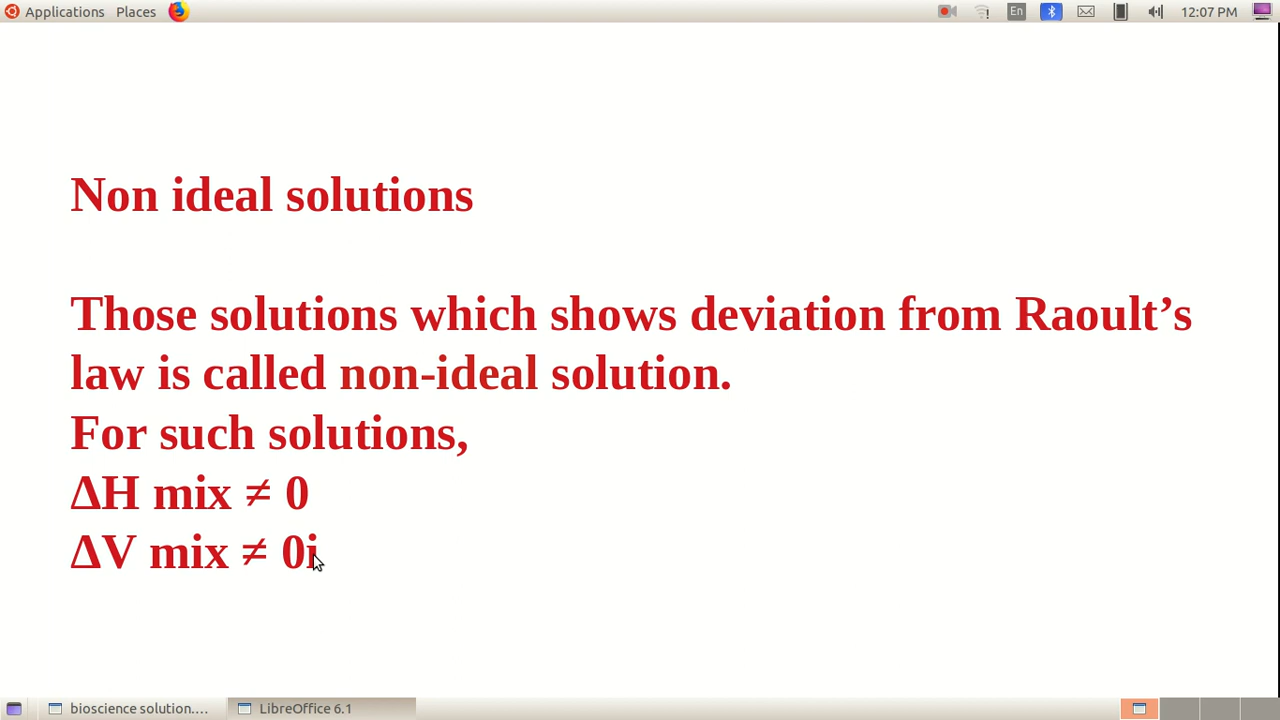 Applications Places En 12:07 PM
Non ideal solutions
Those solutions which shows deviation from Raoult’s
law is called non-ideal solution.
For such solutions,
ΔH mix ≠ 0
ΔV mix ≠ 0i
bioscience solution.... LibreOffice 6.1